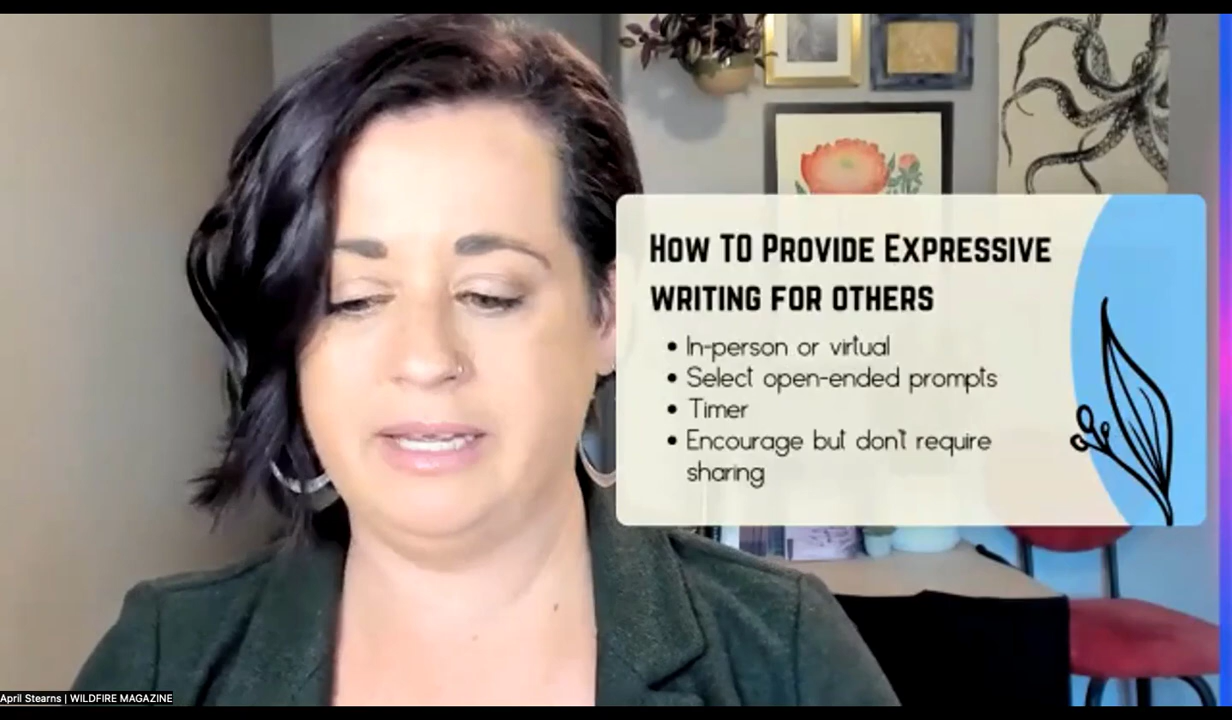 HOW TO PROVIDE EXPRESSIVE
WRITING FOR OTHERS
• In-person or virtual
• Select open-ended prompts
• Timer
• Encourage but don't require
sharing
April Stearns | WILDFIRE MAGAZINE